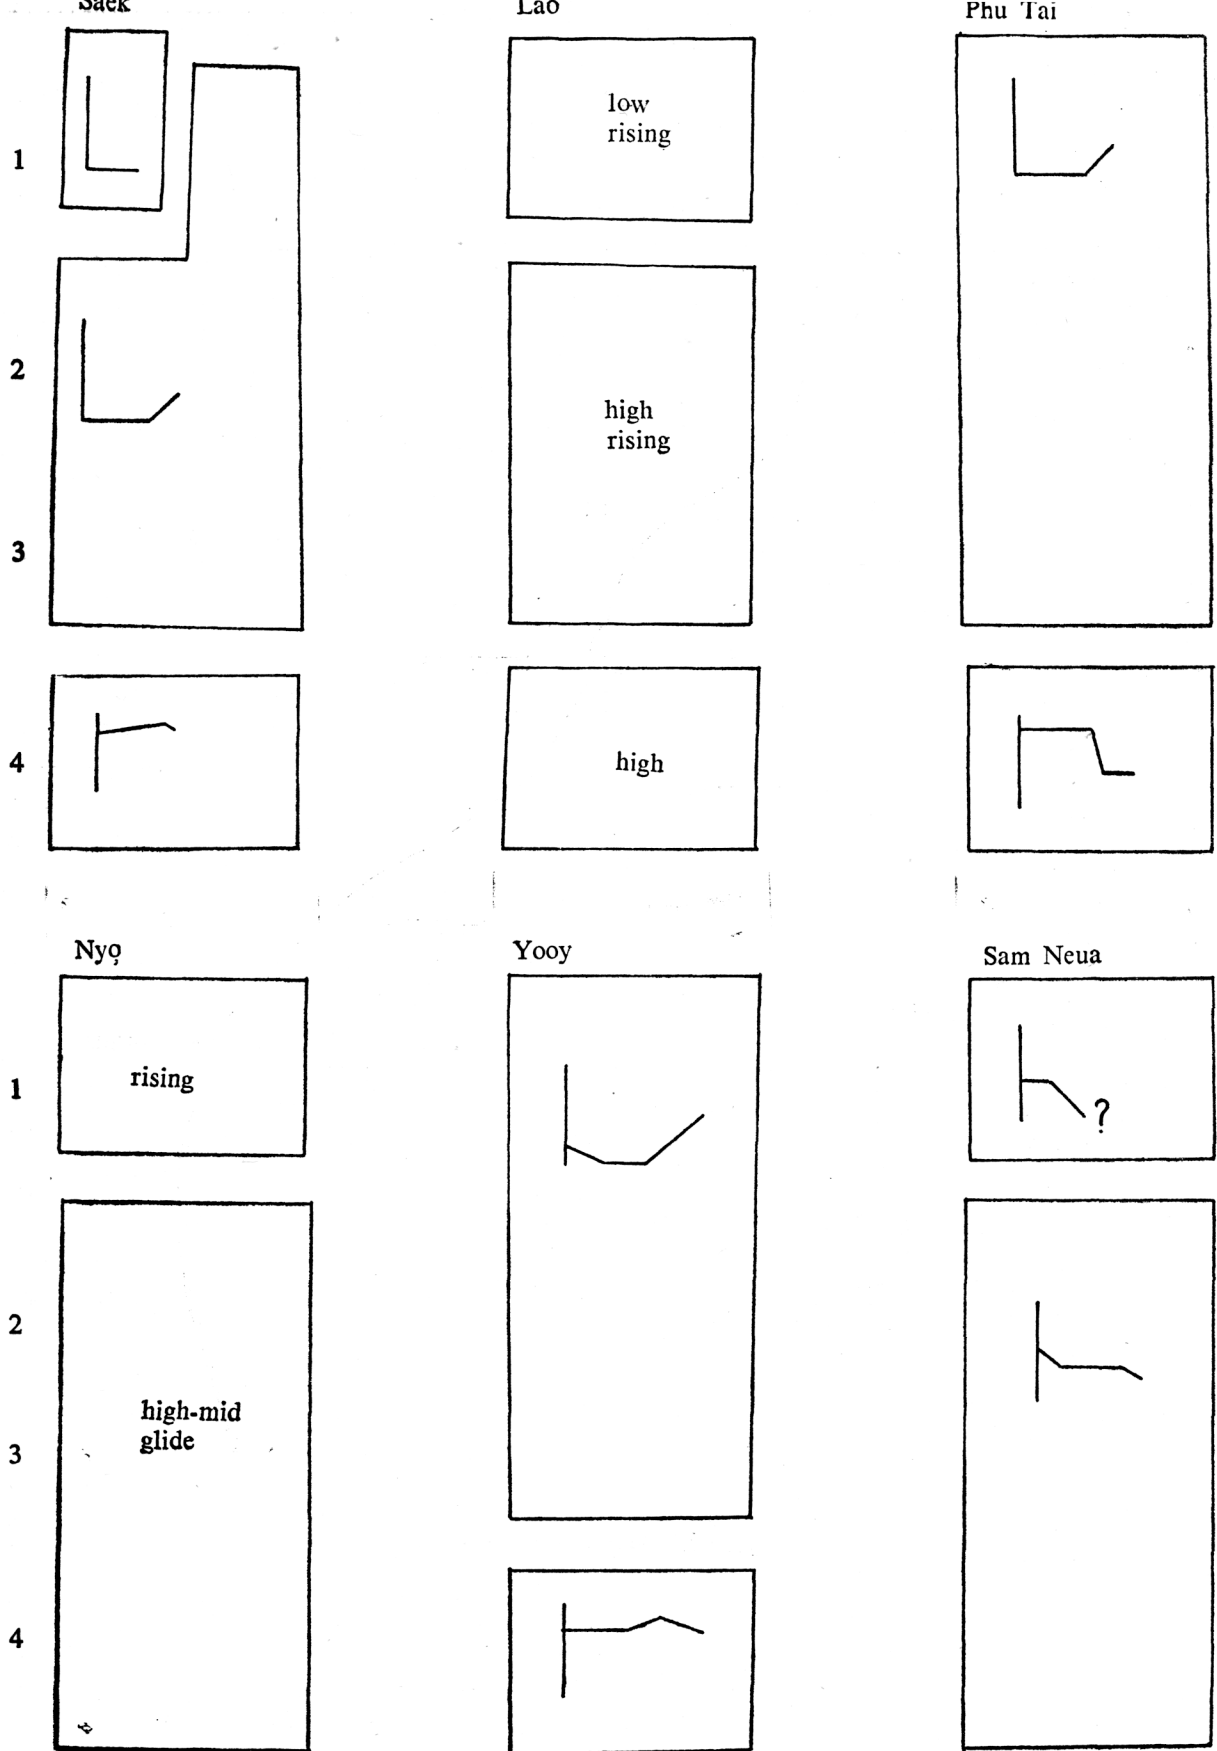 Saek
Lao
Phu Tai
1
low
rising
2
high
rising
3
4
high
Nyọ
Yooy
Sam Neua
1
rising
?
2
high-mid
glide
3
4